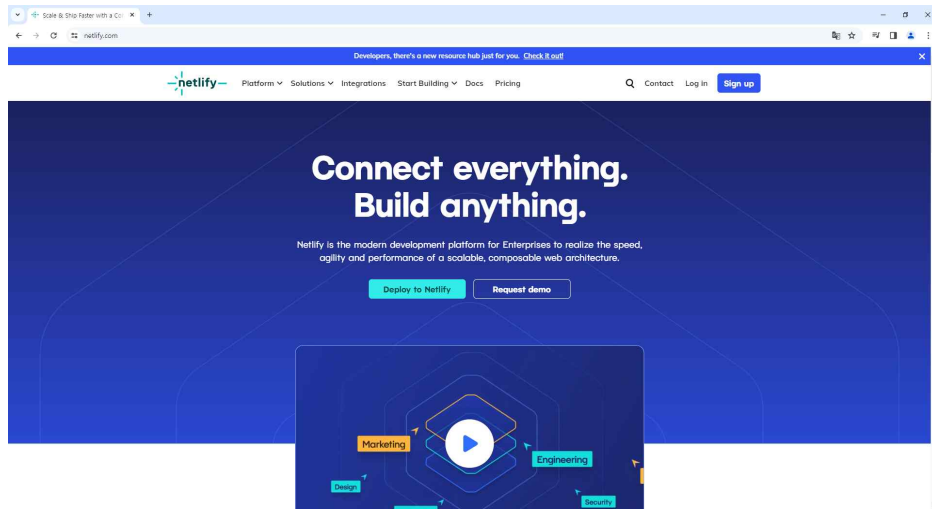 Scale & Ship Faster with a Co
netlify.com
Developers, there's a new resource hub just for you. Check it out!
netlify
Platform Solutions Integrations Start Building Docs Pricing
Contact Log in Sign up
Connect everything.
Build anything.
Netlify is the modern development platform for Enterprises to realize the speed,
agility and performance of a scalable, composable web architecture.
Deploy to Netlify Request demo
Marketing
Engineering
Design
Security